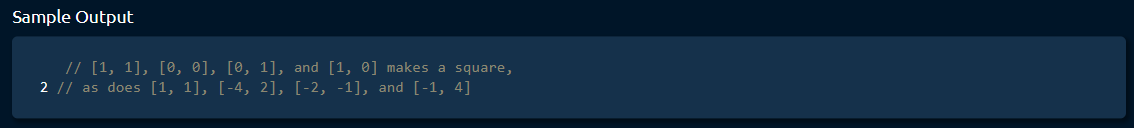 Sample Output
// [1, 1], [0, 0], [0, 1], and [1, 0] makes a square,
2 // as does [1, 1], [-4, 2], [-2, -1], and [-1, 4]